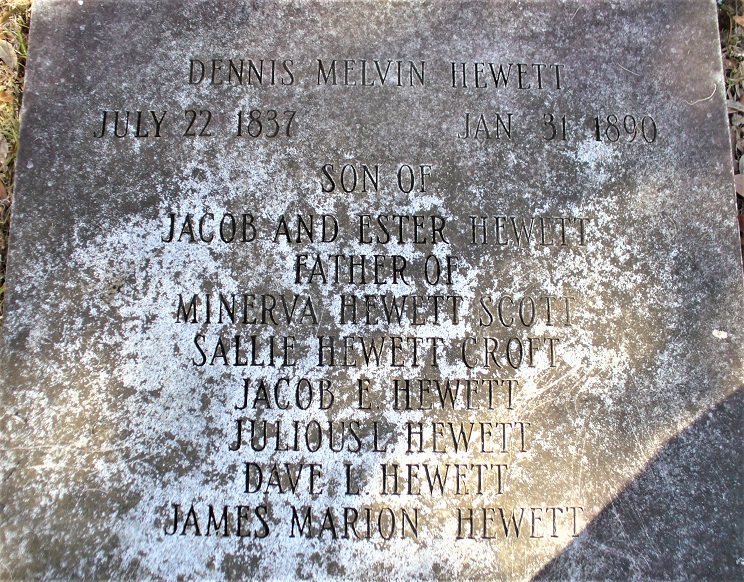 DENNIS MELVIN HEWETT
JULY 22 1837 JAN 31 1890
SON OF
JACOB AND ESTER HEWETT
FATHER OF
MINERVA HEWETT SCOTT
SALLIE HEWETT CROFT
JACOB E. HEWETT
JULIOUS L. HEWETT
DAVE L. HEWETT
JAMES MARION HEWETT